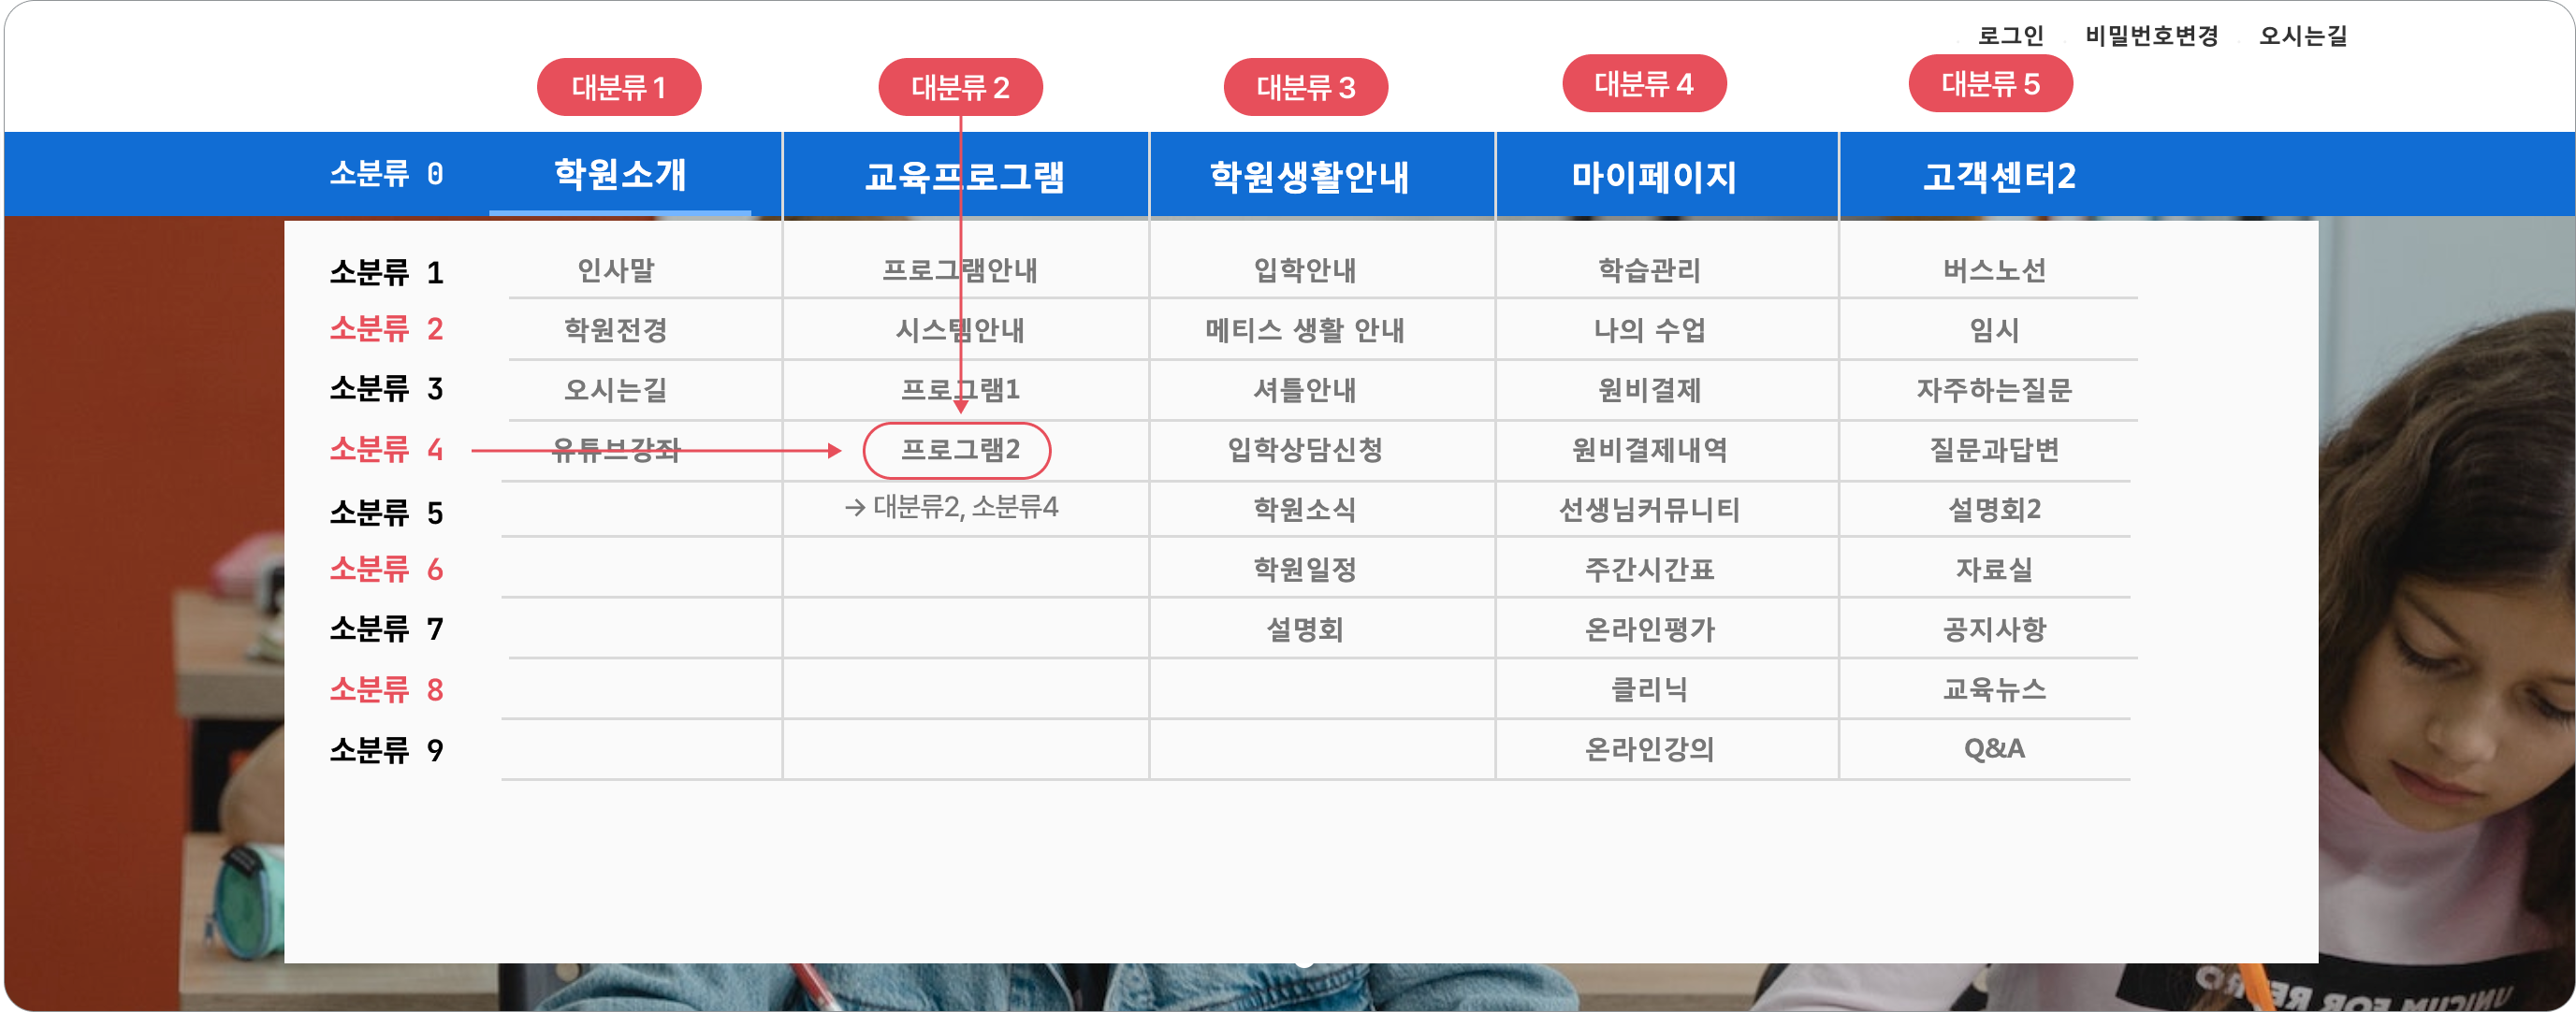 로그인 비밀번호변경 오시는길
대분류 1 대분류 2 대분류 3 대분류 4 대분류 5
소분류 0 학원소개 교육프로그램 학원생활안내 마이페이지 고객센터2
소분류 1 인사말 프로그램안내 입학안내 학습관리 버스노선
소분류 2 학원전경 시스템안내 메티스 생활 안내 나의 수업 임시
소분류 3 오시는길 프로그램1 셔틀안내 원비결제 자주하는질문
소분류 4 유튜브강좌 프로그램2 입학상담신청 원비결제내역 질문과답변
소분류 5 → 대분류2, 소분류4 학원소식 선생님커뮤니티 설명회2
소분류 6 학원일정 주간시간표 자료실
소분류 7 설명회 온라인평가 공지사항
소분류 8 클리닉 교육뉴스
소분류 9 온라인강의 Q&A